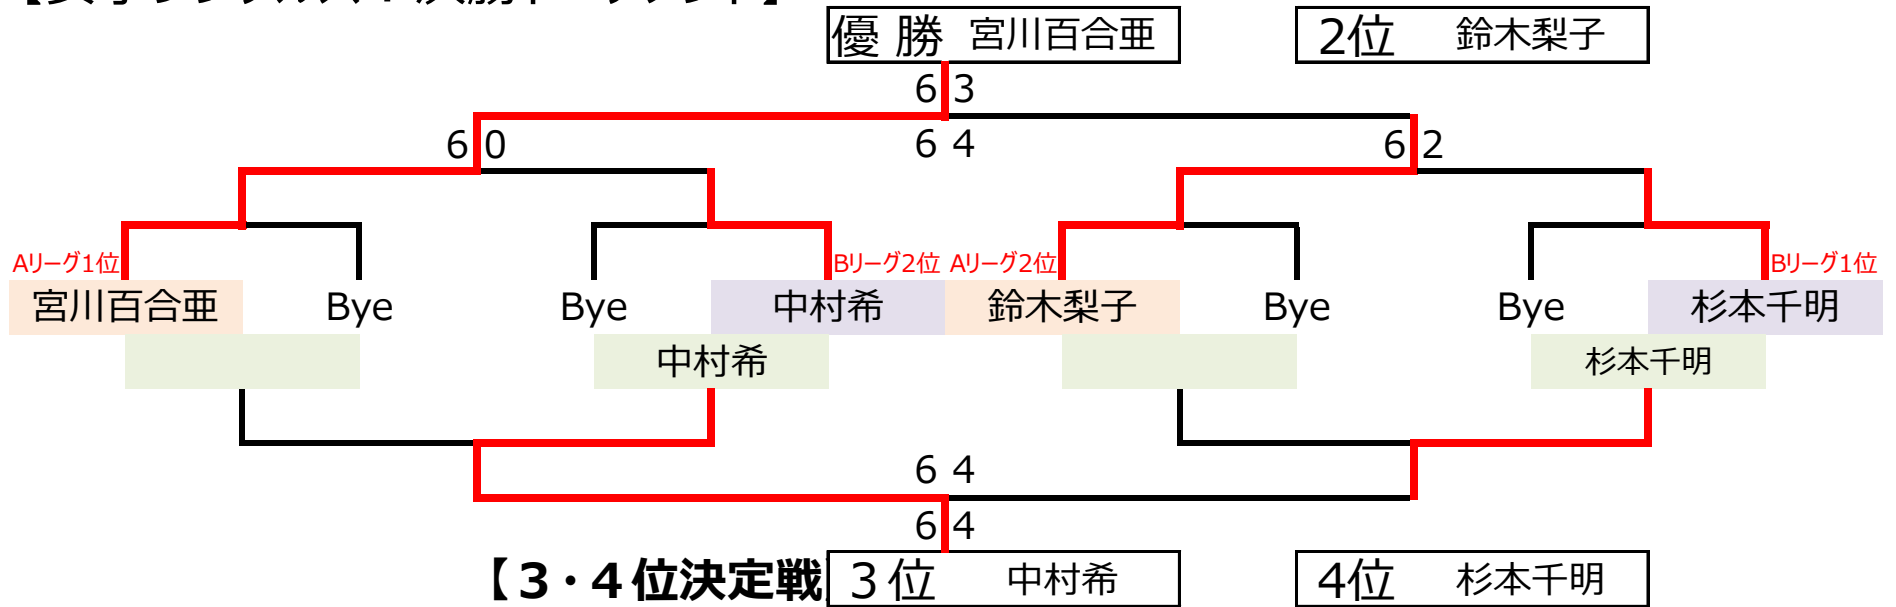 優 勝 宮川百合亜 2位 鈴木梨子
6 3
6 0 6 4 6 2
Aリーグ1位 Bリーグ2位 Aリーグ2位 Bリーグ1位
宮川百合亜 Bye Bye 中村希 鈴木梨子 Bye Bye 杉本千明
中村希 杉本千明
6 4
6 4
【３・４位決定戦 3位 中村希 4位 杉本千明